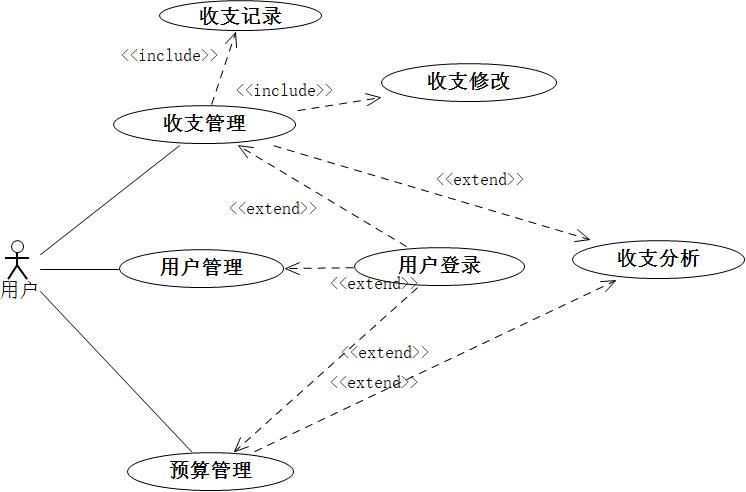 收支记录
<<include>>
收支修改
<<include>>
收支管理
<<extend>>
<<extend>>
用户
用户管理
用户登录
收支分析
<<extend>>
<<extend>>
<<extend>>
预算管理